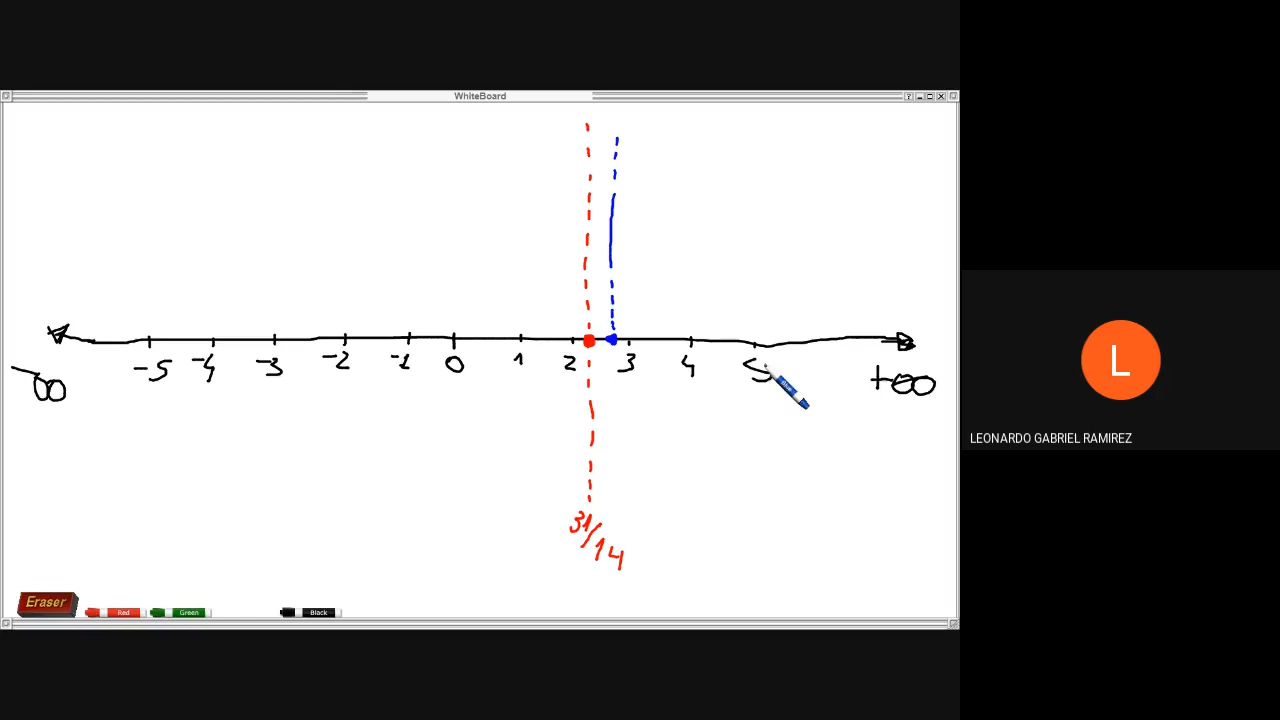 WhiteBoard
-5 -4 -3 -2 -1 0 1 2 3 4 5
-∞ +∞
31/14
Eraser Red Green Black
Blue
LEONARDO GABRIEL RAMIREZ
L